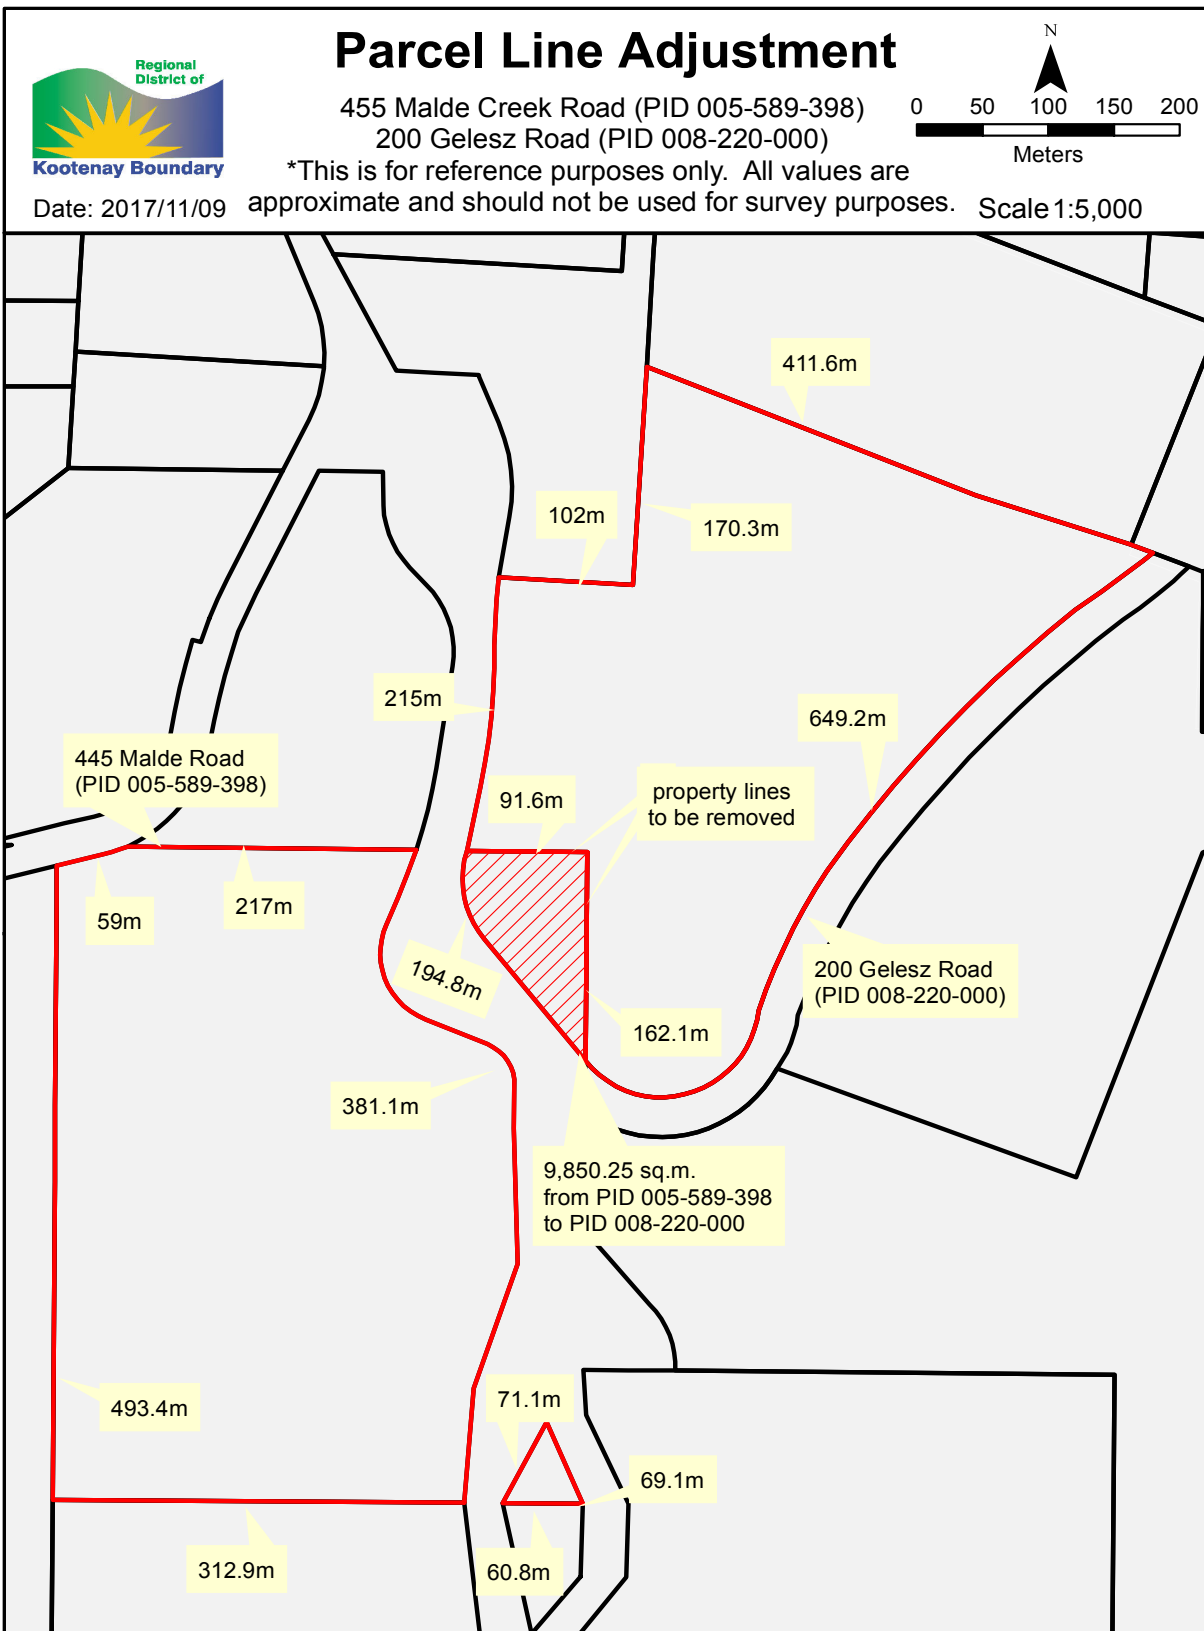 Parcel Line Adjustment
Regional
District of
Kootenay Boundary
Date: 2017/11/09
455 Malde Creek Road (PID 005-589-398)
200 Gelesz Road (PID 008-220-000)
*This is for reference purposes only. All values are
approximate and should not be used for survey purposes.
N
0 50 100 150 200
Meters
Scale 1:5,000
411.6m
102m
170.3m
215m
649.2m
445 Malde Road
(PID 005-589-398)
91.6m
property lines
to be removed
59m
217m
194.8m
200 Gelesz Road
(PID 008-220-000)
162.1m
381.1m
9,850.25 sq.m.
from PID 005-589-398
to PID 008-220-000
493.4m
71.1m
69.1m
312.9m
60.8m